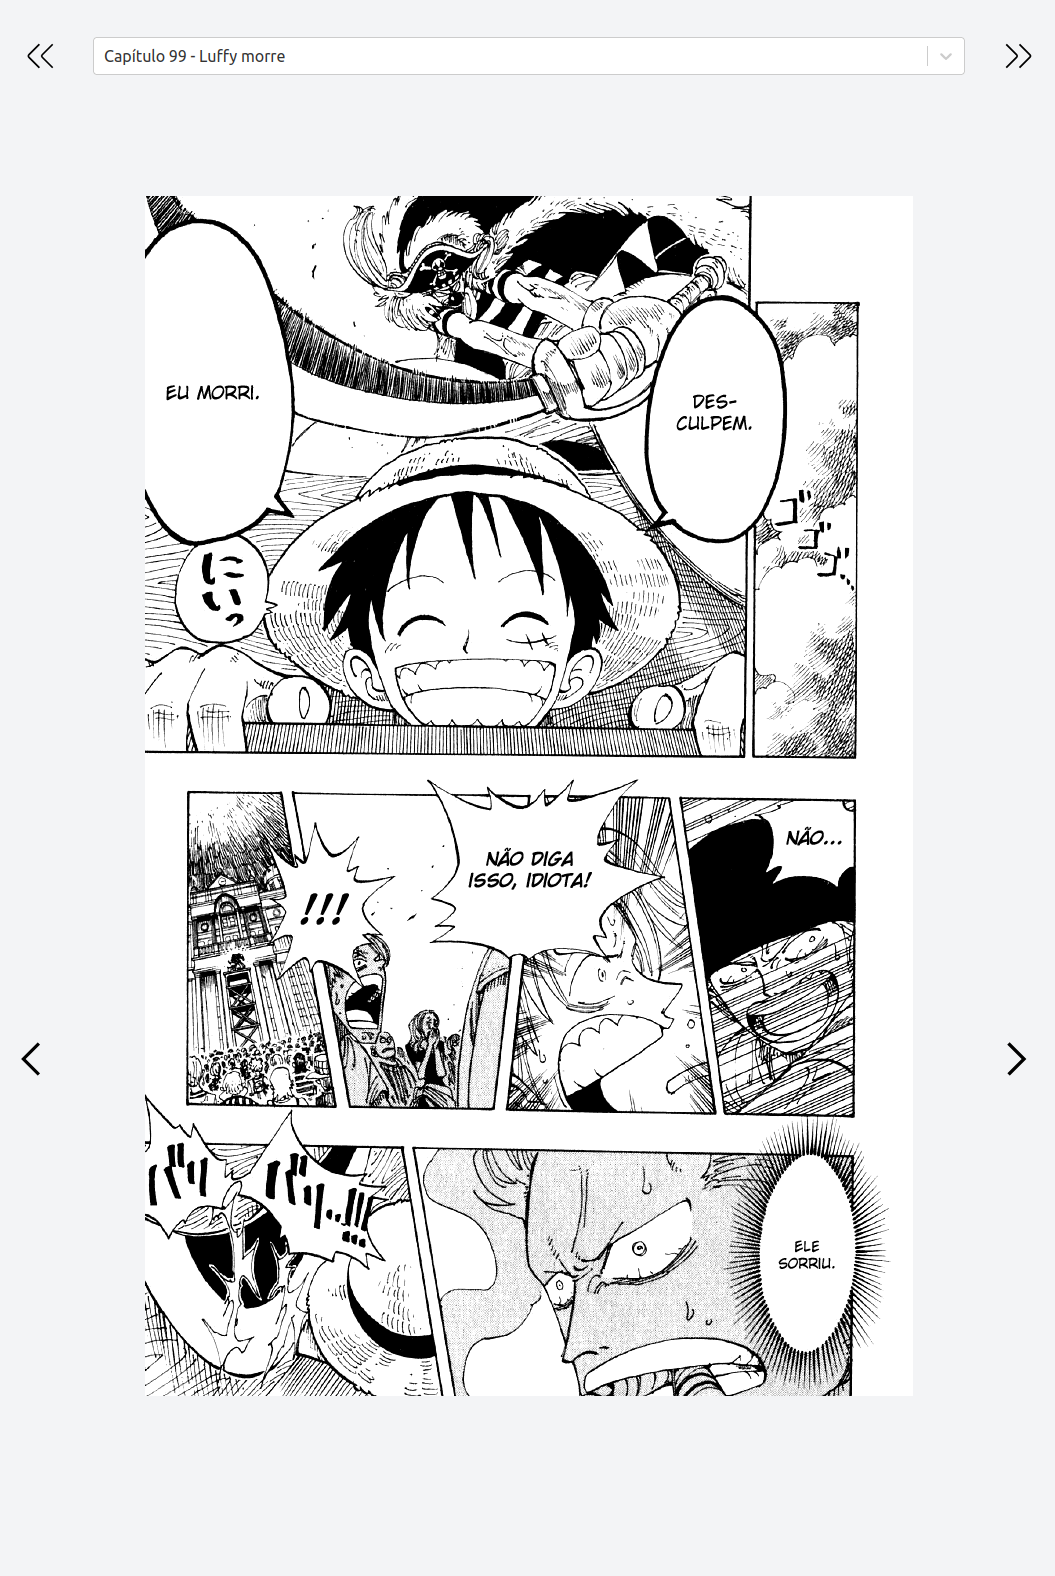 Capítulo 99 - Luffy morre
DES-
CULPEM.
EU MORRI.
ゴ
ゴ
ゴ
にいっ
NÃO...
NÃO DIGA
ISSO, IDIOTA!
!!!
ELE
SORRIU.
バリ
バリ...!!!